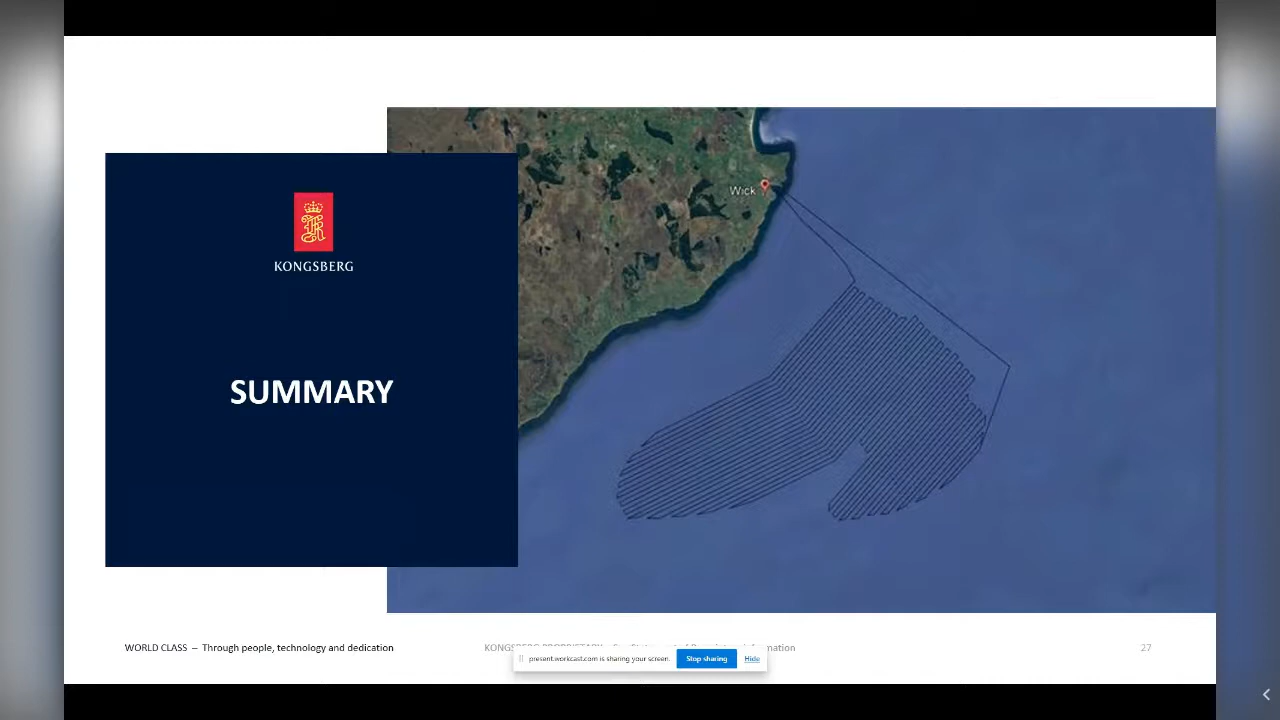 Wick
KONGSBERG
SUMMARY
WORLD CLASS – Through people, technology and dedication
27
present.workcast.com is sharing your screen.
Stop sharing
Hide